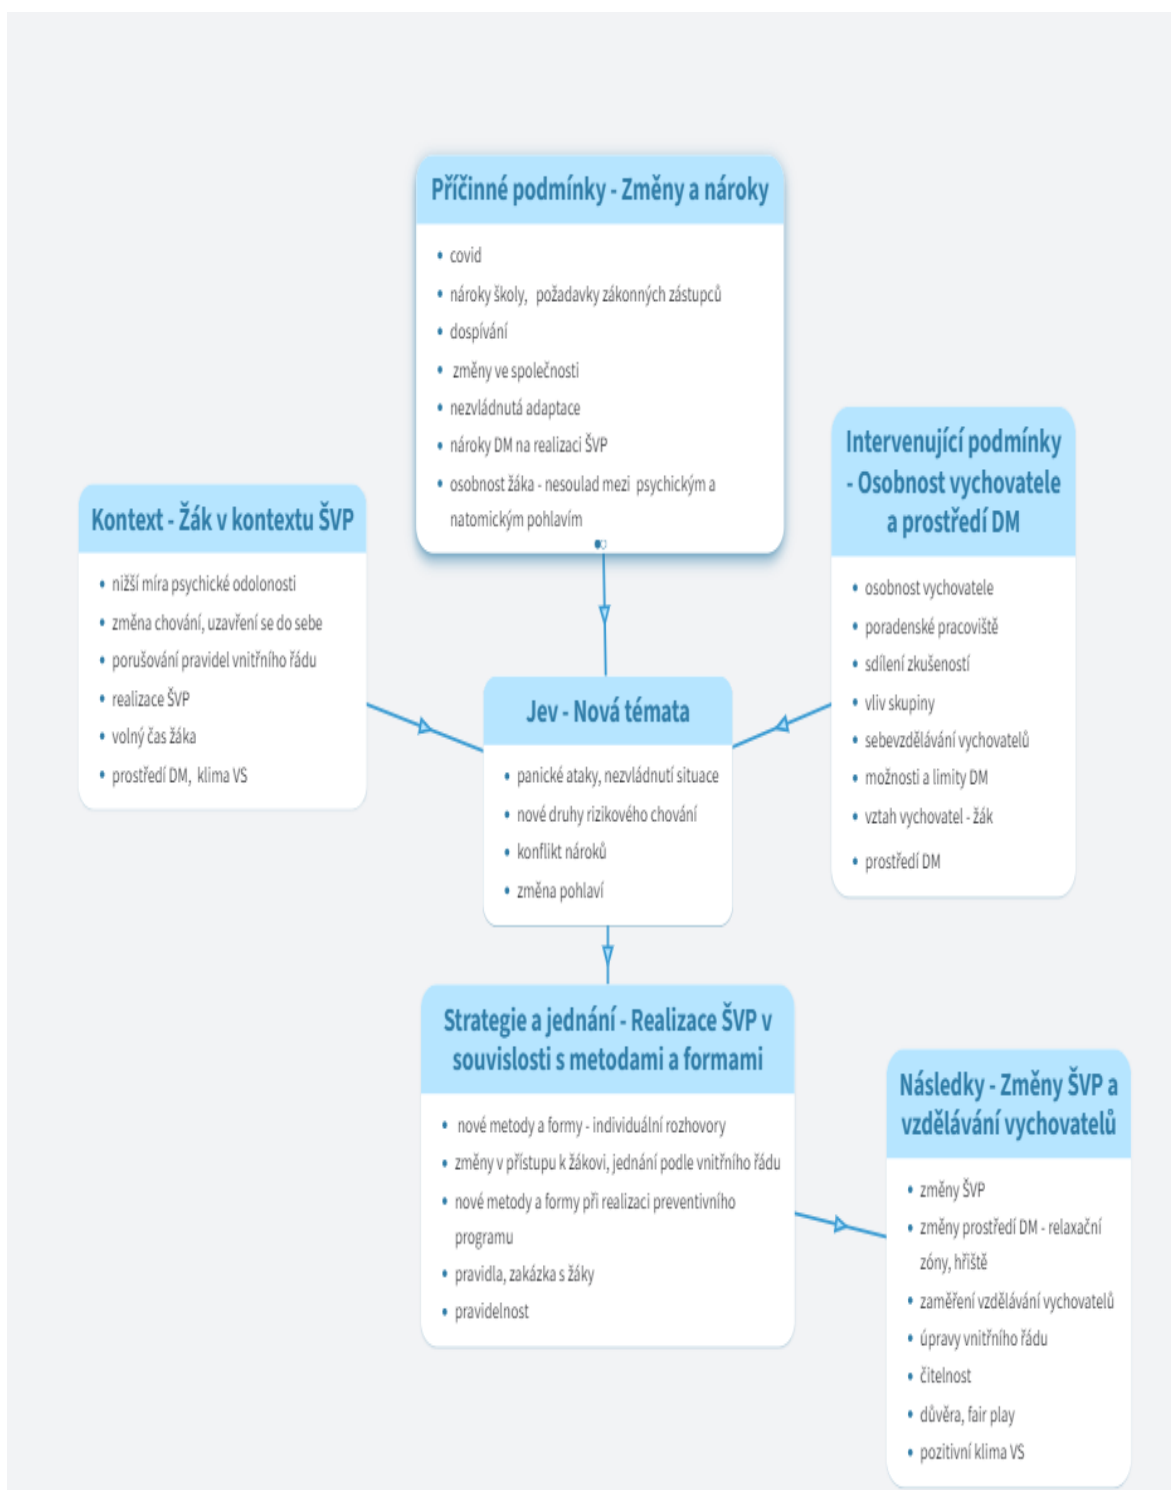 Příčinné podmínky - Změny a nároky
covid
nároky školy, požadavky zákonných zástupců
dospívání
změny ve společnosti
nezvládnutá adaptace
nároky DM na realizaci ŠVP
osobnost žáka - nesoulad mezi psychickým a
natomickým pohlavím
Kontext - Žák v kontextu ŠVP
nižší míra psychické odolonosti
změna chování, uzavření se do sebe
porušování pravidel vnitřního řádu
realizace ŠVP
volný čas žáka
prostředí DM, klima VS
Intervenující podmínky
- Osobnost vychovatele
a prostředí DM
osobnost vychovatele
poradenské pracoviště
sdílení zkušeností
vliv skupiny
sebevzdělávání vychovatelů
možnosti a limity DM
vztah vychovatel - žák
prostředí DM
Jev - Nová témata
panické ataky, nezvládnutí situace
nové druhy rizikového chování
konflikt nároků
změna pohlaví
Strategie a jednání - Realizace ŠVP v
souvislosti s metodami a formami
nové metody a formy - individuální rozhovory
změny v přístupu k žákovi, jednání podle vnitřního řádu
nové metody a formy při realizaci preventivního
programu
pravidla, zakázka s žáky
pravidelnost
Následky - Změny ŠVP a
vzdělávání vychovatelů
změny ŠVP
změny prostředí DM - relaxační
zóny, hřiště
zaměření vzdělávání vychovatelů
úpravy vnitřního řádu
čitelnost
důvěra, fair play
pozitivní klima VS